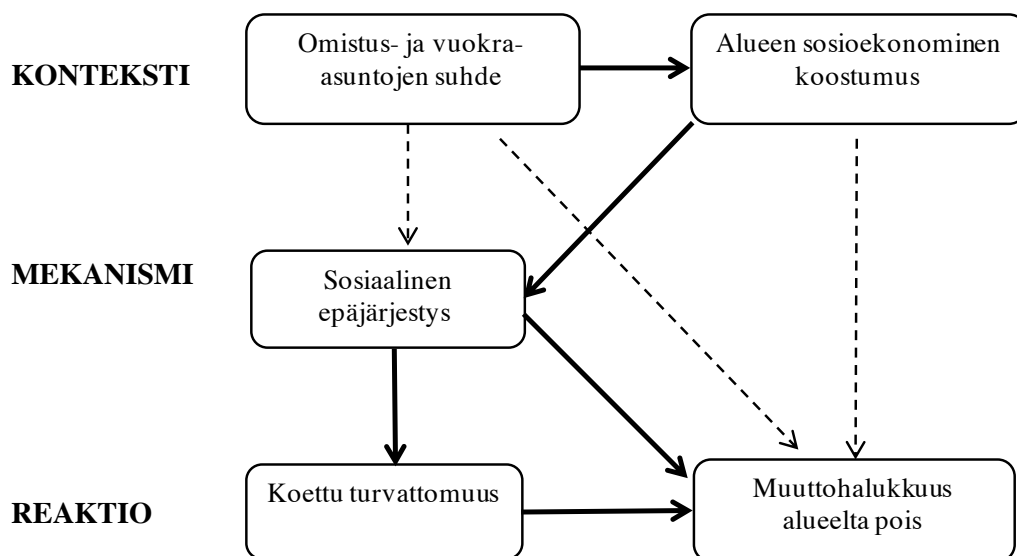 KONTEKSTI
Omistus- ja vuokra-
asuntojen suhde
Alueen sosioekonominen
koostumus
MEKANISMI
Sosiaalinen
epäjärjestys
REAKTIO
Koettu turvattomuus
Muuttohalukkuus
alueelta pois